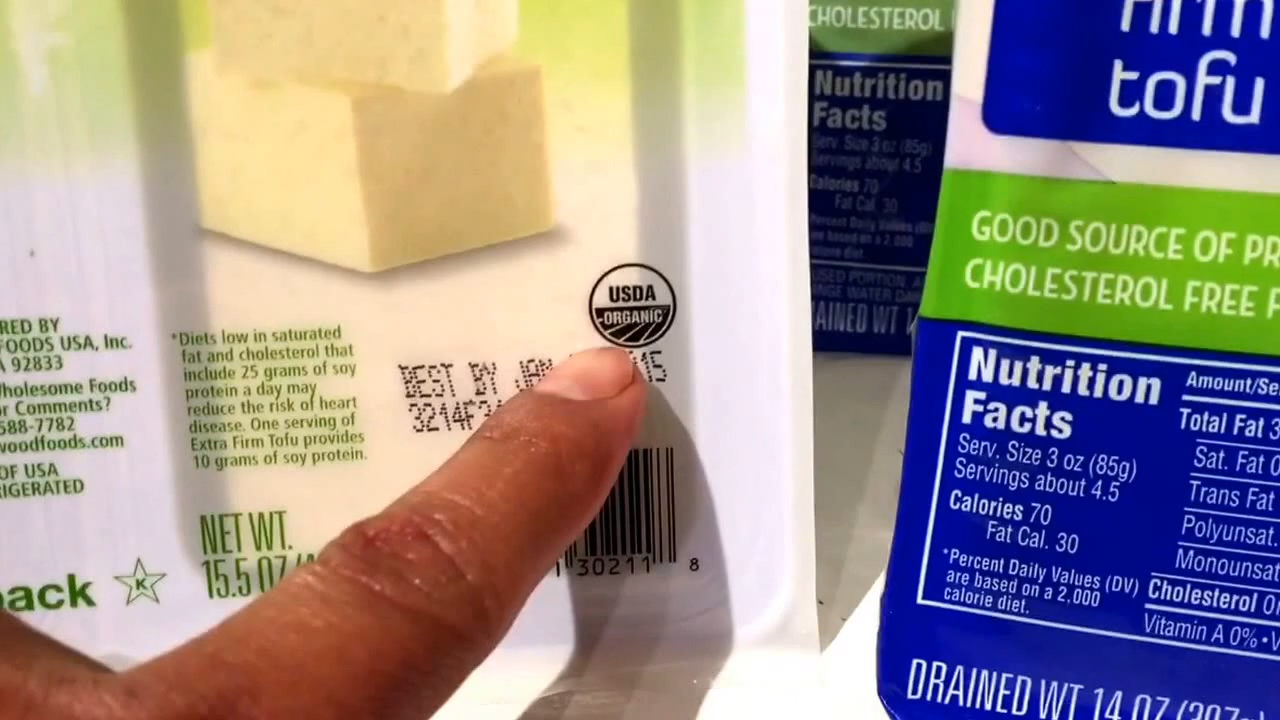 RED BY
FOODS USA, Inc.
92833
Wholesome Foods
Comments?
588-7782
woodfoods.com
OF USA
RIGERATED
pack
K
*Diets low in saturated
fat and cholesterol that
include 25 grams of soy
protein a day may
reduce the risk of heart
disease. One serving of
Extra Firm Tofu provides
10 grams of soy protein.
NET WT.
15.5 OZ
USDA
ORGANIC
BEST BY JAN
3214F
30211 8
CHOLESTEROL
Nutrition
Facts
Serv. Size 3 oz (85g)
Servings about 4.5
Calories 70
Fat Cal. 30
Percent Daily Values
are based on a 2,000
calorie diet.
USED PORTION
WATER
AINED WT
firm
tofu
GOOD SOURCE OF PR
CHOLESTEROL FREE F
Nutrition
Facts
Serv. Size 3 oz (85g)
Servings about 4.5
Calories 70
Fat Cal. 30
*Percent Daily Values (DV)
are based on a 2,000
calorie diet.
Amount/Se
Total Fat 3
Sat. Fat 0
Trans Fat
Polyunsat.
Monounsat
Cholesterol 0
Vitamin A 0% • V
DRAINED WT 14 OZ (397g)